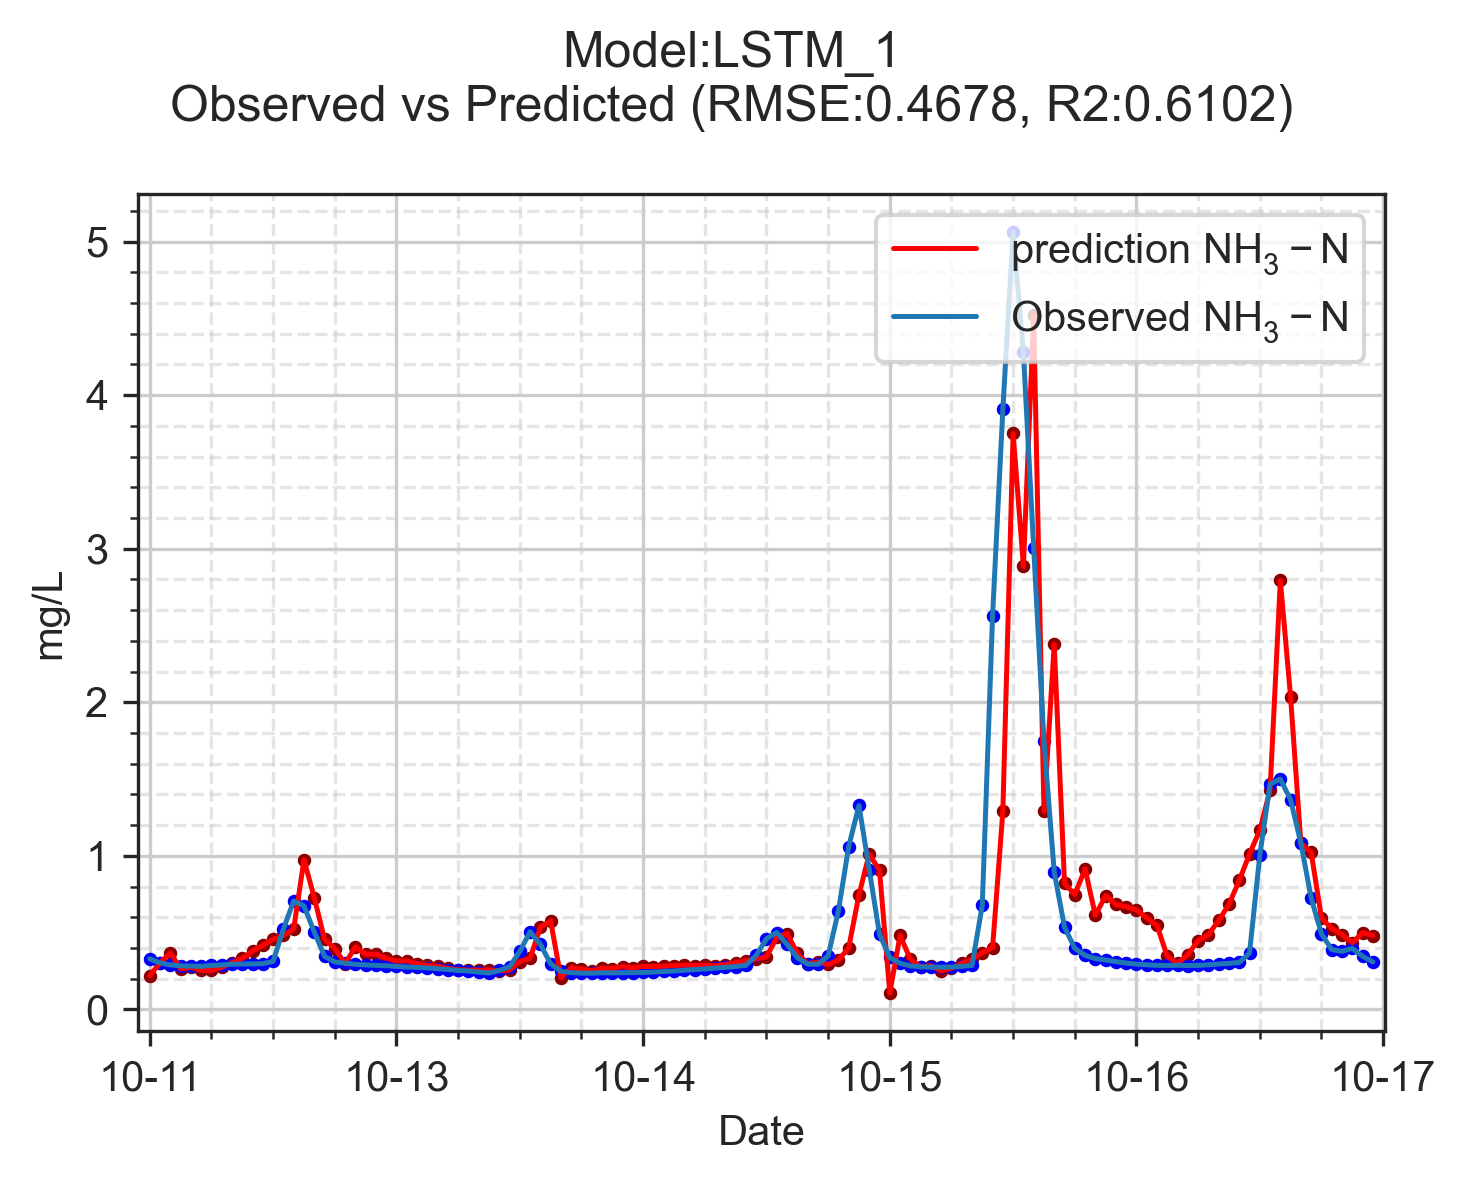 Model:LSTM_1
Observed vs Predicted (RMSE:0.4678, R2:0.6102)
prediction NH₃ − N
Observed NH₃ − N
5
4
3
2
1
0
mg/L
10-11 10-13 10-14 10-15 10-16 10-17
Date